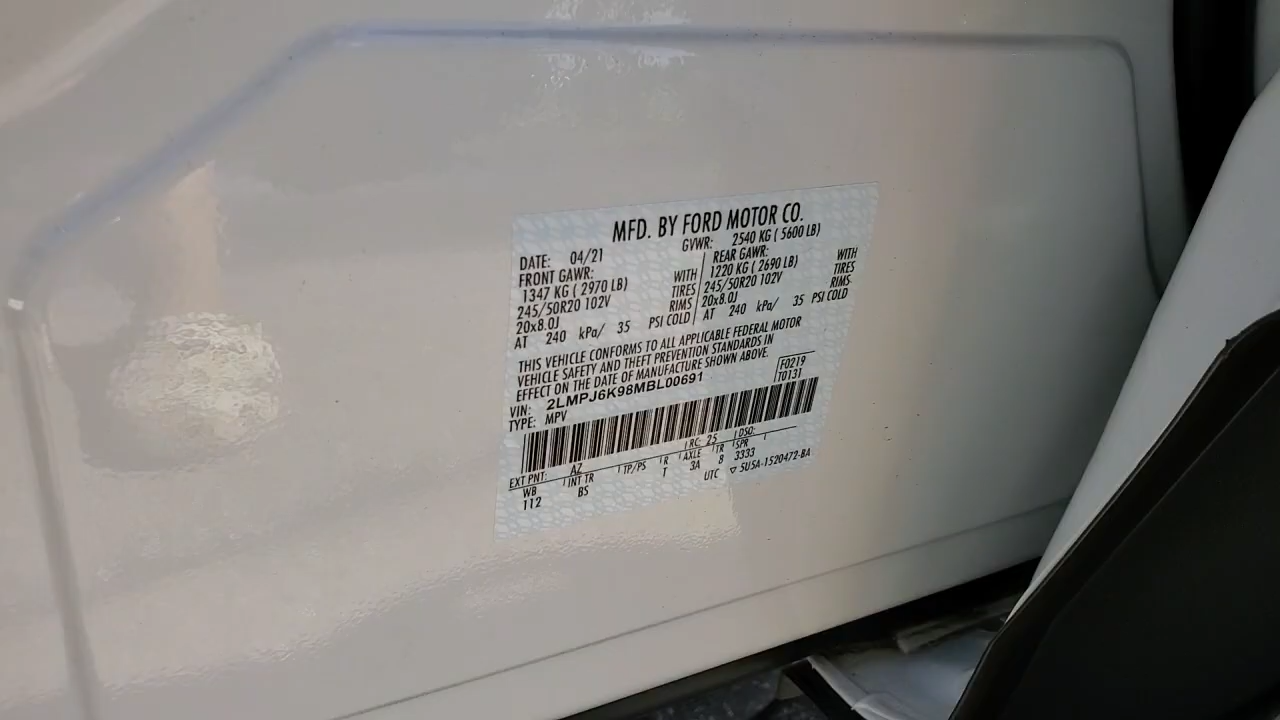 MFD. BY FORD MOTOR CO.
DATE: 04/21 GVWR: 2540 KG ( 5600 LB)
FRONT GAWR: REAR GAWR:
1347 KG ( 2970 LB) WITH 1220 KG ( 2690 LB) WITH
245/50R20 102V TIRES 245/50R20 102V TIRES
20x8.0J RIMS 20x8.0J RIMS
AT 240 kPa/ 35 PSI COLD AT 240 kPa/ 35 PSI COLD
THIS VEHICLE CONFORMS TO ALL APPLICABLE FEDERAL MOTOR
VEHICLE SAFETY AND THEFT PREVENTION STANDARDS IN
EFFECT ON THE DATE OF MANUFACTURE SHOWN ABOVE.
VIN: 2LMPJ6K98MBL00691 F0219
TYPE: MPV T0131
EXT PNT: AZ RC: 25 DSO:
WB INT TR TP/PS R AXLE TR SPR
112 BS T 3A 8 3333
UTC ▽ SU5A-1520472-BA